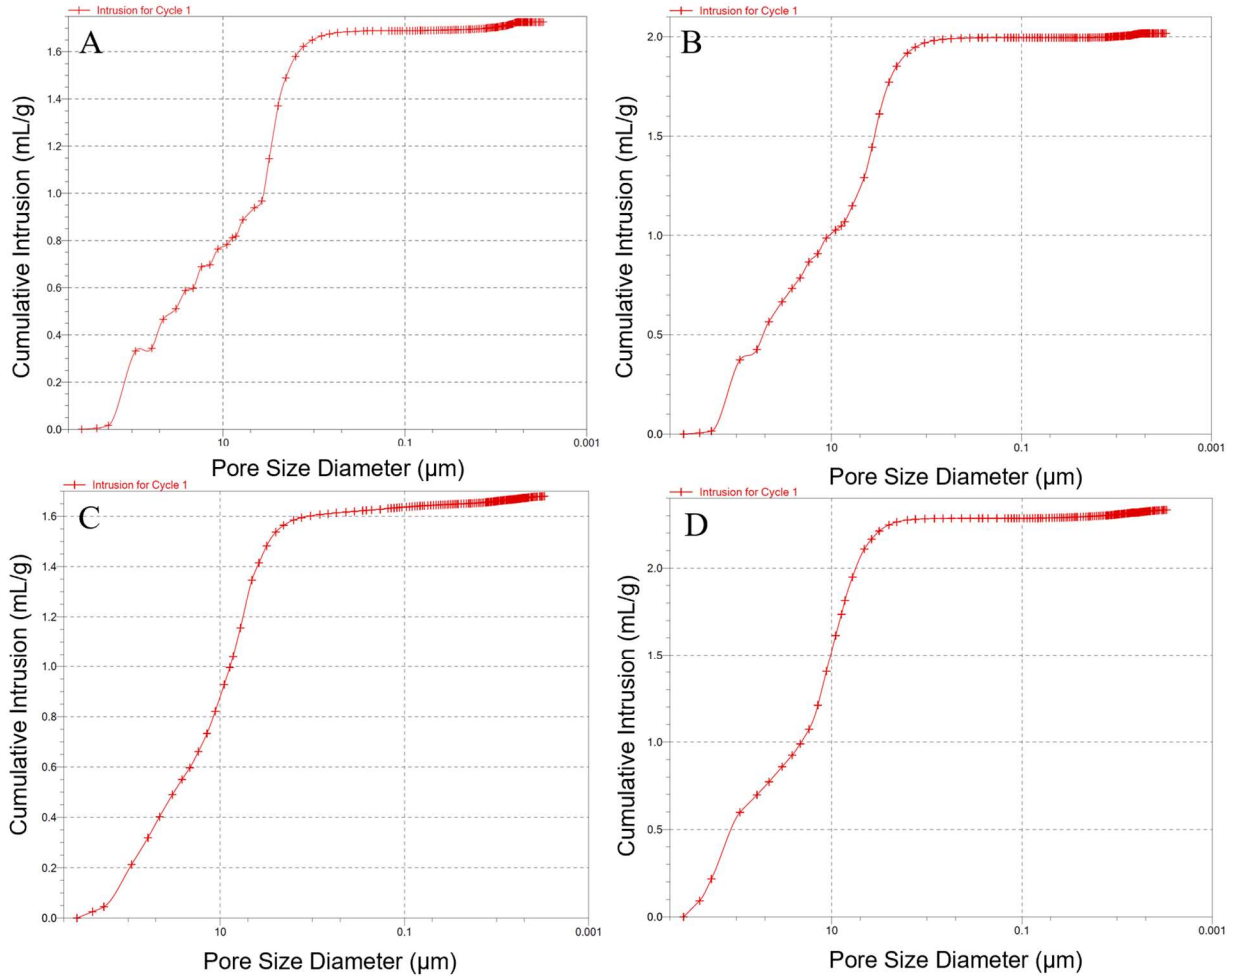 Intrusion for Cycle 1
A
Cumulative Intrusion (mL/g)
1.6
1.4
1.2
1.0
0.8
0.6
0.4
0.2
0.0
10
0.1
0.001
Pore Size Diameter (µm)
Intrusion for Cycle 1
B
Cumulative Intrusion (mL/g)
2.0
1.5
1.0
0.5
0.0
10
0.1
0.001
Pore Size Diameter (µm)
Intrusion for Cycle 1
C
Cumulative Intrusion (mL/g)
1.6
1.4
1.2
1.0
0.8
0.6
0.4
0.2
0.0
10
0.1
0.001
Pore Size Diameter (µm)
Intrusion for Cycle 1
D
Cumulative Intrusion (mL/g)
2.0
1.5
1.0
0.5
0.0
10
0.1
0.001
Pore Size Diameter (µm)